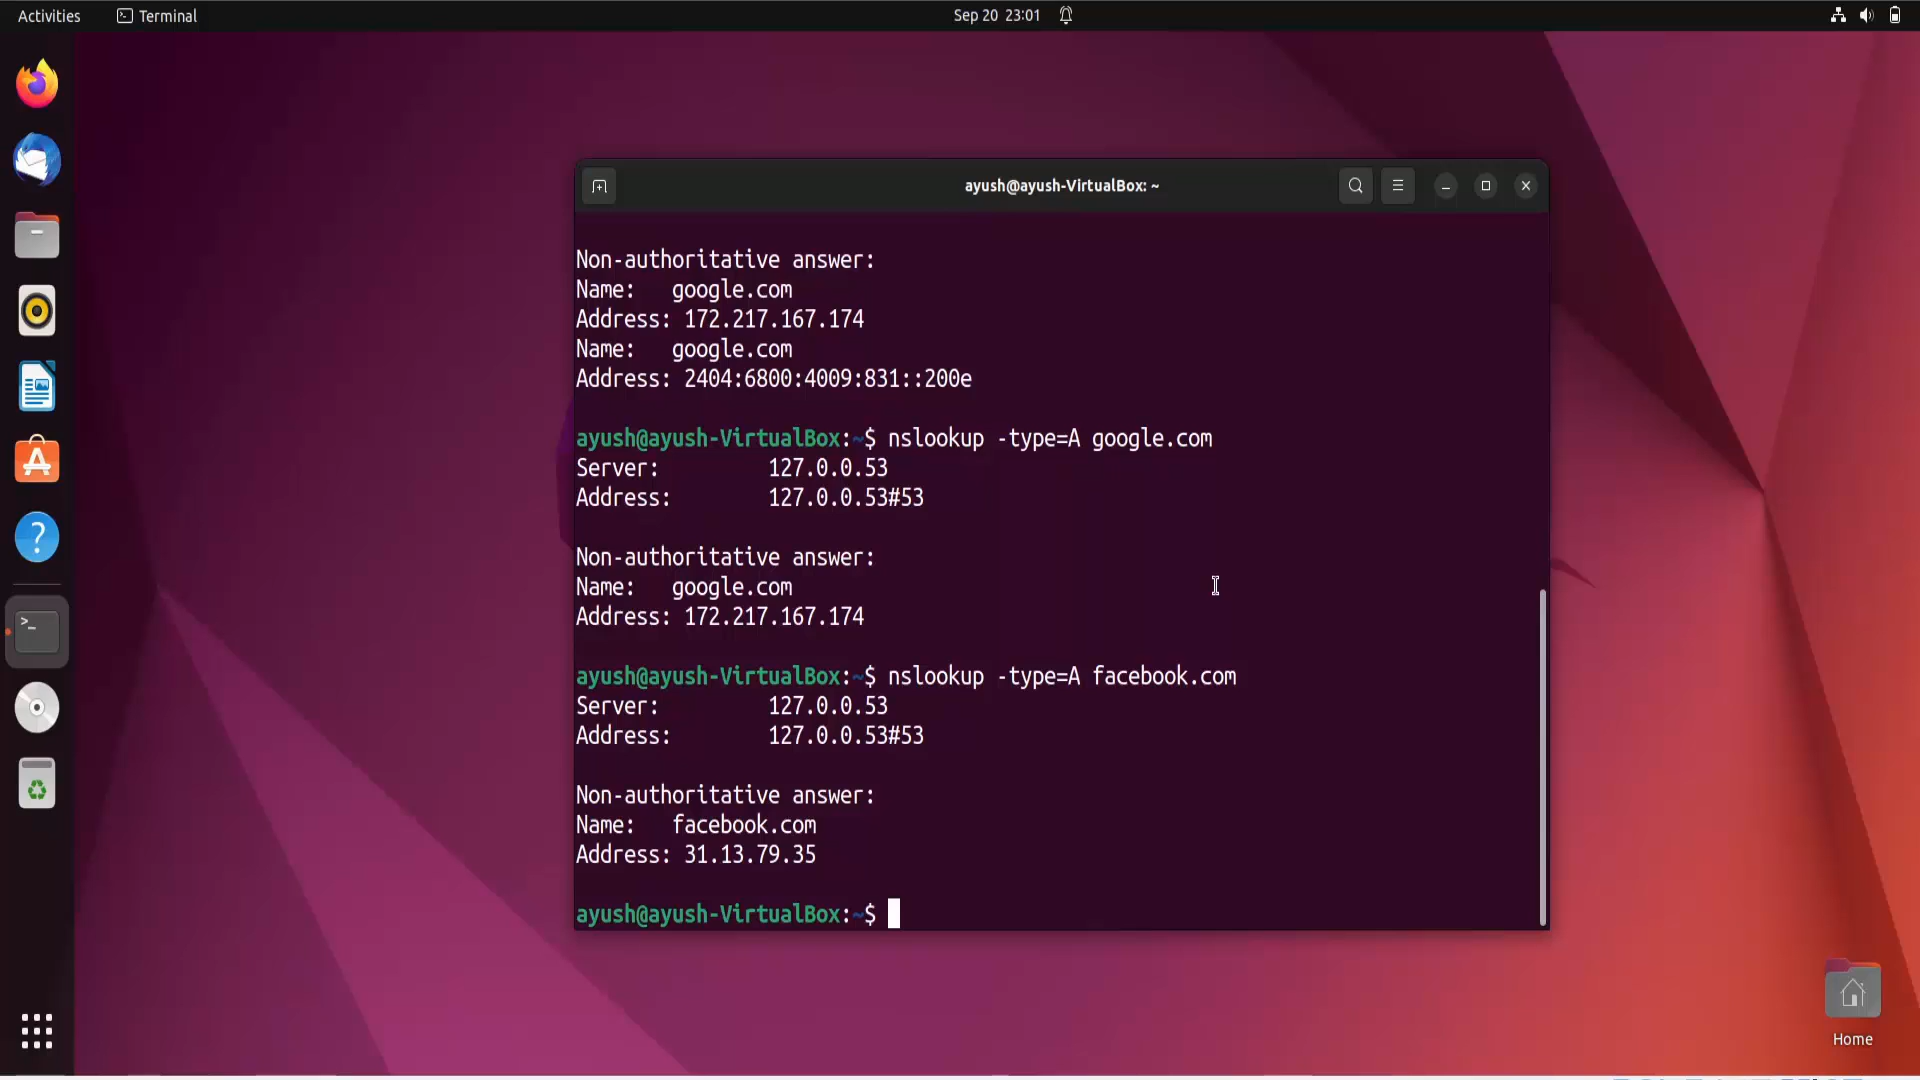 Activities Terminal Sep 20 23:01
ayush@ayush-VirtualBox: ~
Non-authoritative answer:
Name: google.com
Address: 172.217.167.174
Name: google.com
Address: 2404:6800:4009:831::200e
ayush@ayush-VirtualBox:~$ nslookup -type=A google.com
Server: 127.0.0.53
Address: 127.0.0.53#53
Non-authoritative answer:
Name: google.com
Address: 172.217.167.174
ayush@ayush-VirtualBox:~$ nslookup -type=A facebook.com
Server: 127.0.0.53
Address: 127.0.0.53#53
Non-authoritative answer:
Name: facebook.com
Address: 31.13.79.35
ayush@ayush-VirtualBox:~$
Home